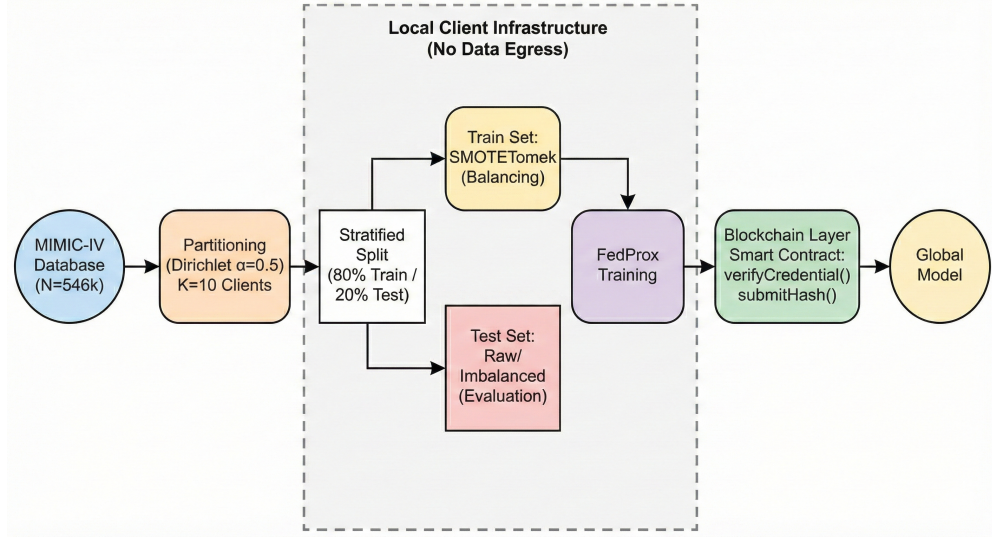 Local Client Infrastructure
(No Data Egress)
MIMIC-IV
Database
(N=546k)
Partitioning
(Dirichlet α=0.5)
K=10 Clients
Stratified
Split
(80% Train /
20% Test)
Train Set:
SMOTETomek
(Balancing)
Test Set:
Raw/
Imbalanced
(Evaluation)
FedProx
Training
Blockchain Layer
Smart Contract:
verifyCredential()
submitHash()
Global
Model